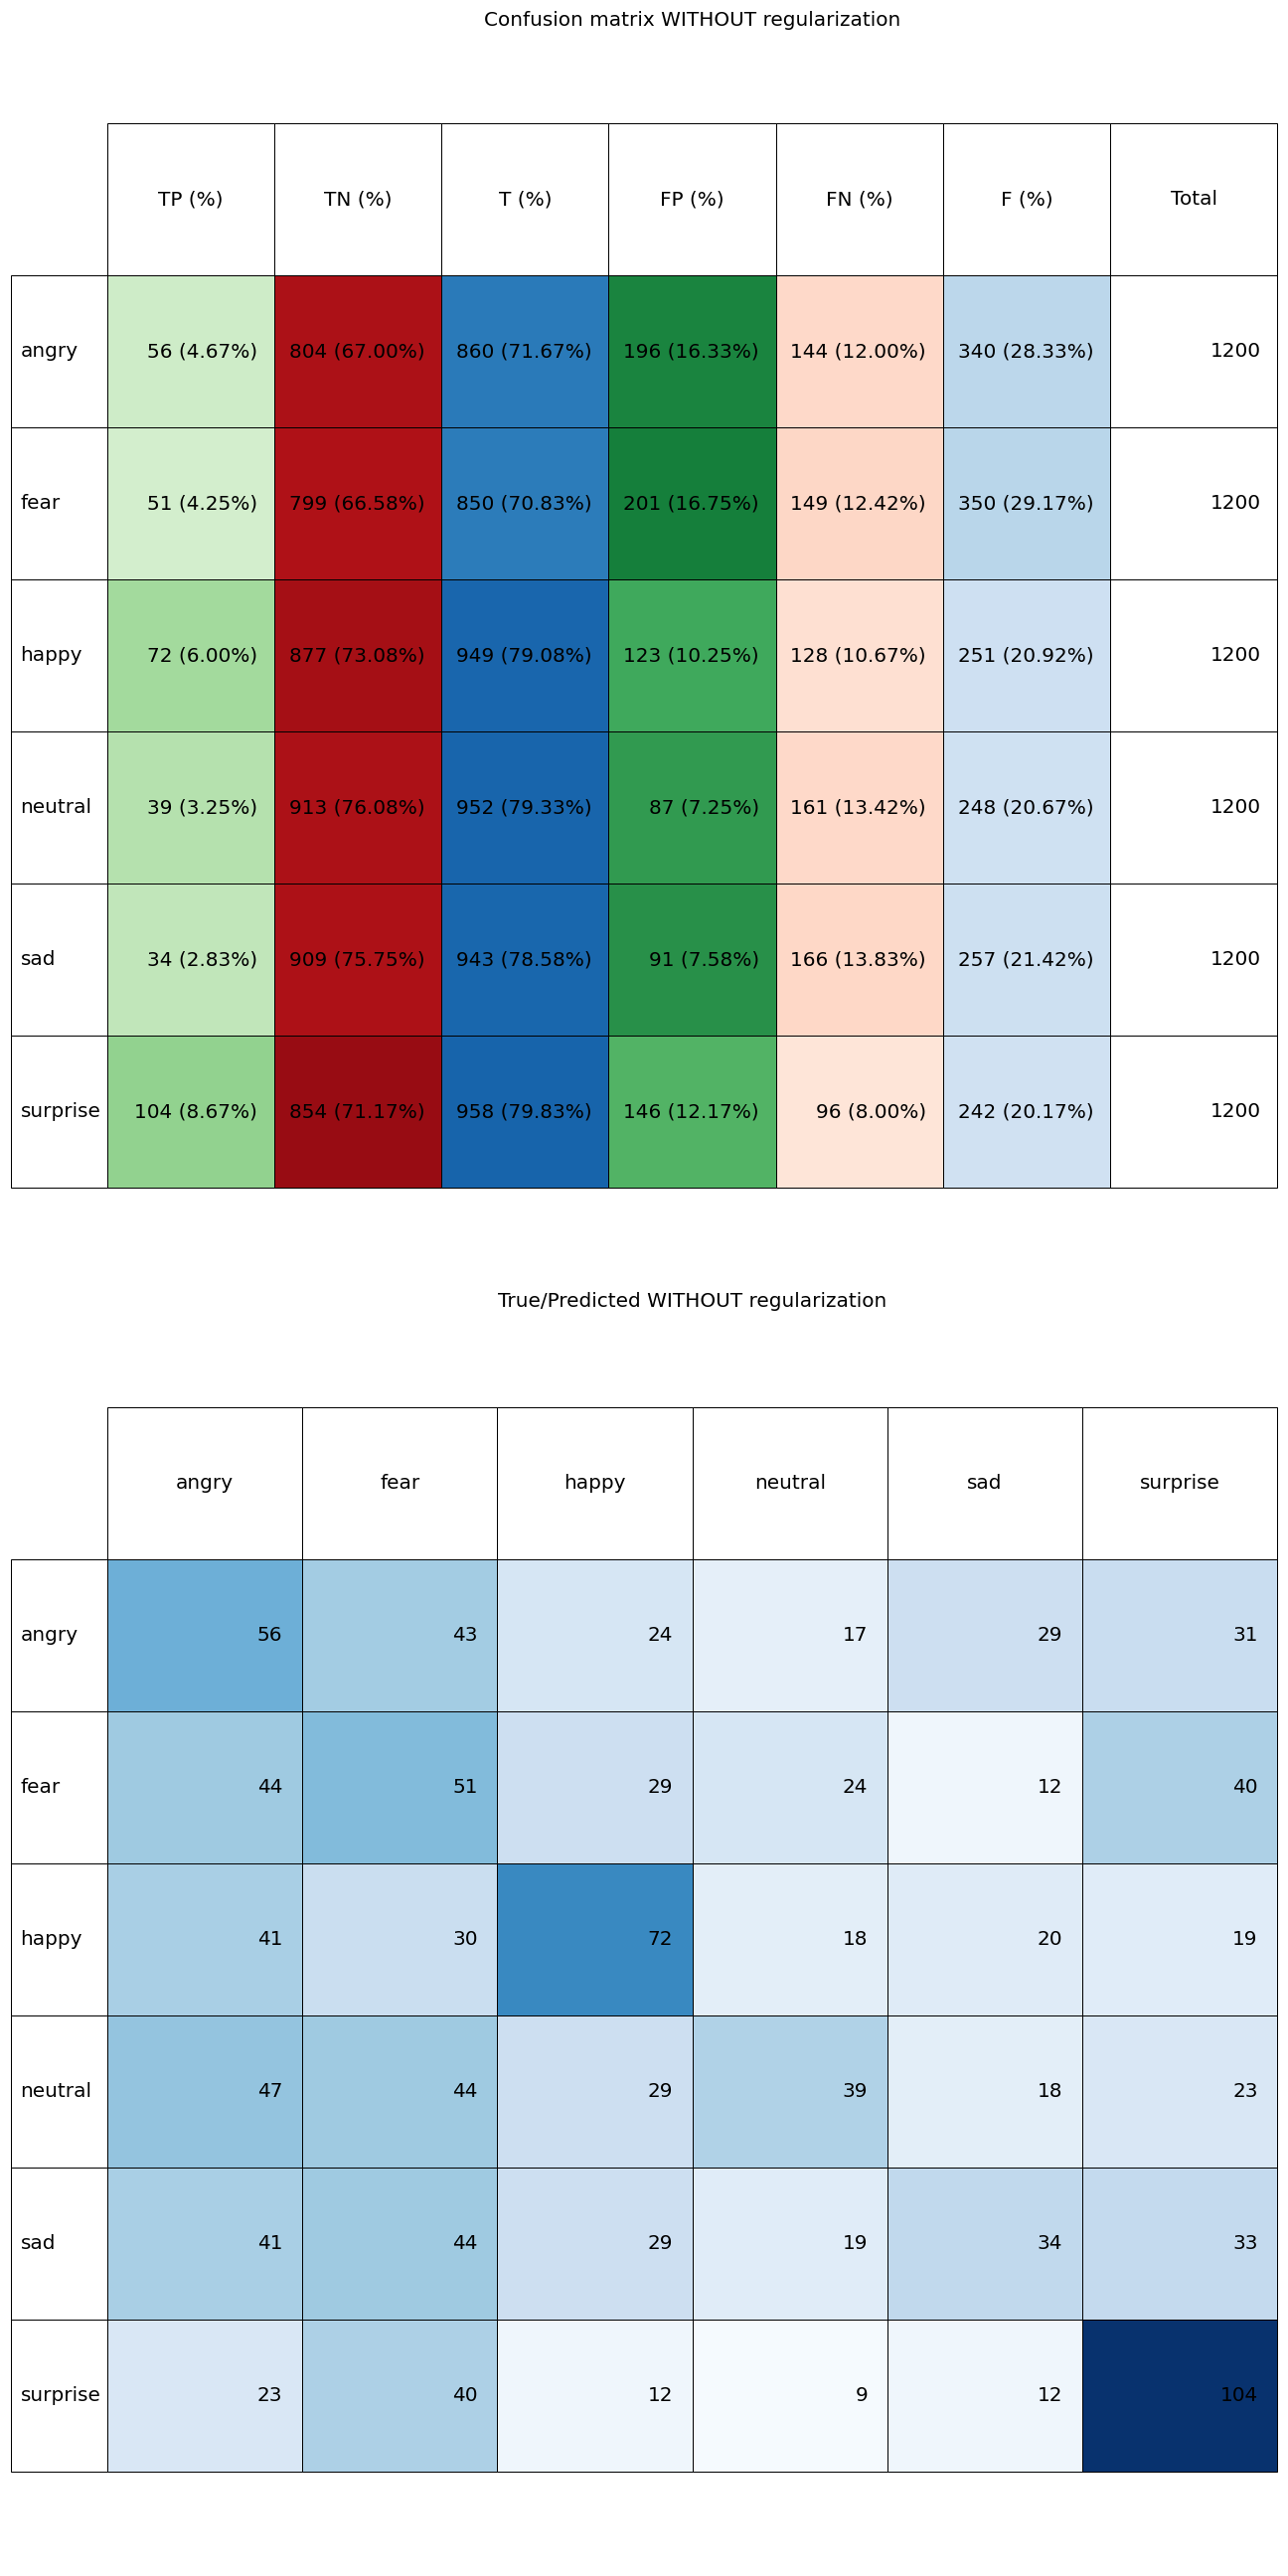 Confusion matrix WITHOUT regularization
TP (%) TN (%) T (%) FP (%) FN (%) F (%) Total
angry 56 (4.67%) 804 (67.00%) 860 (71.67%) 196 (16.33%) 144 (12.00%) 340 (28.33%) 1200
fear 51 (4.25%) 799 (66.58%) 850 (70.83%) 201 (16.75%) 149 (12.42%) 350 (29.17%) 1200
happy 72 (6.00%) 877 (73.08%) 949 (79.08%) 123 (10.25%) 128 (10.67%) 251 (20.92%) 1200
neutral 39 (3.25%) 913 (76.08%) 952 (79.33%) 87 (7.25%) 161 (13.42%) 248 (20.67%) 1200
sad 34 (2.83%) 909 (75.75%) 943 (78.58%) 91 (7.58%) 166 (13.83%) 257 (21.42%) 1200
surprise 104 (8.67%) 854 (71.17%) 958 (79.83%) 146 (12.17%) 96 (8.00%) 242 (20.17%) 1200
True/Predicted WITHOUT regularization
angry fear happy neutral sad surprise
angry 56 43 24 17 29 31
fear 44 51 29 24 12 40
happy 41 30 72 18 20 19
neutral 47 44 29 39 18 23
sad 41 44 29 19 34 33
surprise 23 40 12 9 12 104